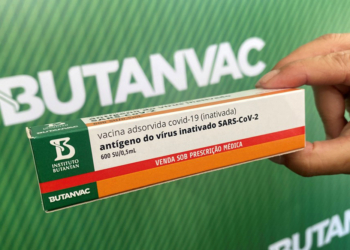 BUTANVAC
INSTITUTO
BUTANTAN
vacina adsorvida covid-19 (inativada)
antígeno do vírus inativado SARS-CoV-2
600 SU/0,5mL
VENDA SOB PRESCRIÇÃO MÉDICA
BUTANVAC
BUTANVAC